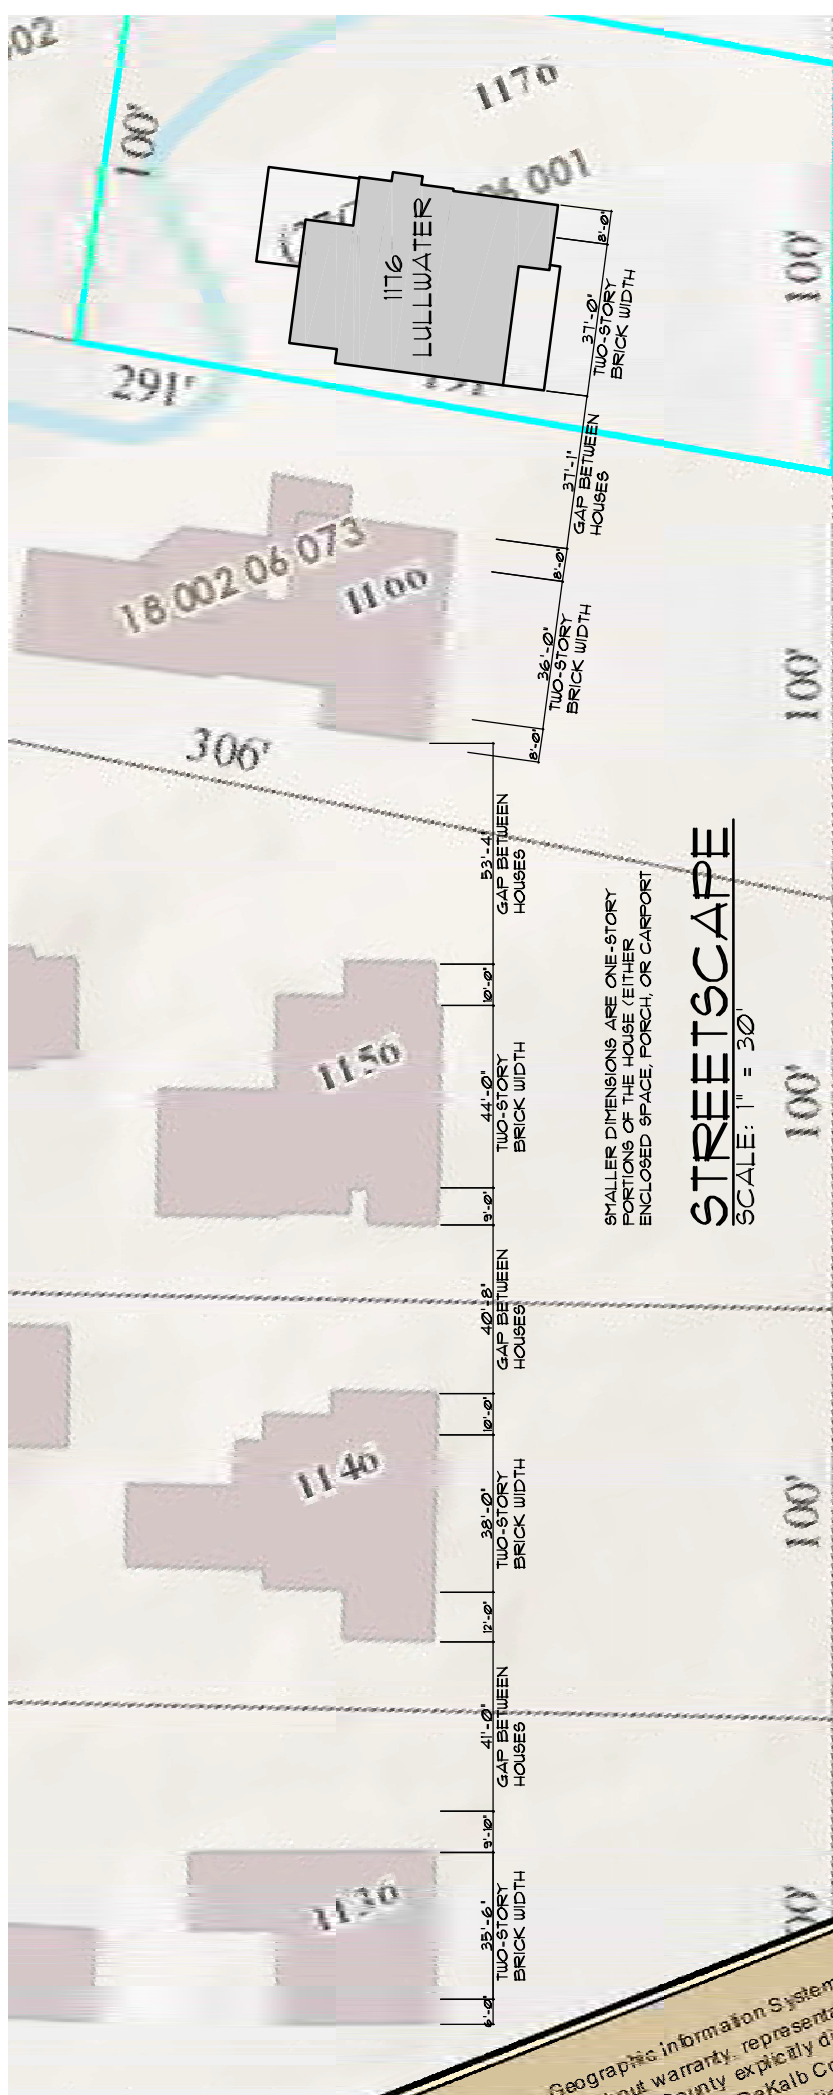 100'
1176
06 001
1176
LULLWATER
8'-0"
37'-0"
TWO-STORY
BRICK WIDTH
100'
291'
37'-1"
GAP BETWEEN
HOUSES
18 002 06 073
1166
8'-0"
36'-0"
TWO-STORY
BRICK WIDTH
8'-0"
100'
306'
53'-4"
GAP BETWEEN
HOUSES
10'-0"
1156
44'-0"
TWO-STORY
BRICK WIDTH
9'-0"
100'
SMALLER DIMENSIONS ARE ONE-STORY
PORTIONS OF THE HOUSE (EITHER
ENCLOSED SPACE, PORCH, OR CARPORT
STREETSCAPE
SCALE: 1" = 30'
40'-8"
GAP BETWEEN
HOUSES
10'-0"
1146
38'-0"
TWO-STORY
BRICK WIDTH
12'-0"
100'
41'-0"
GAP BETWEEN
HOUSES
9'-10"
1136
35'-6"
TWO-STORY
BRICK WIDTH
6'-0"
Geographic Information System
warranty, represent
explicitly
Kalb